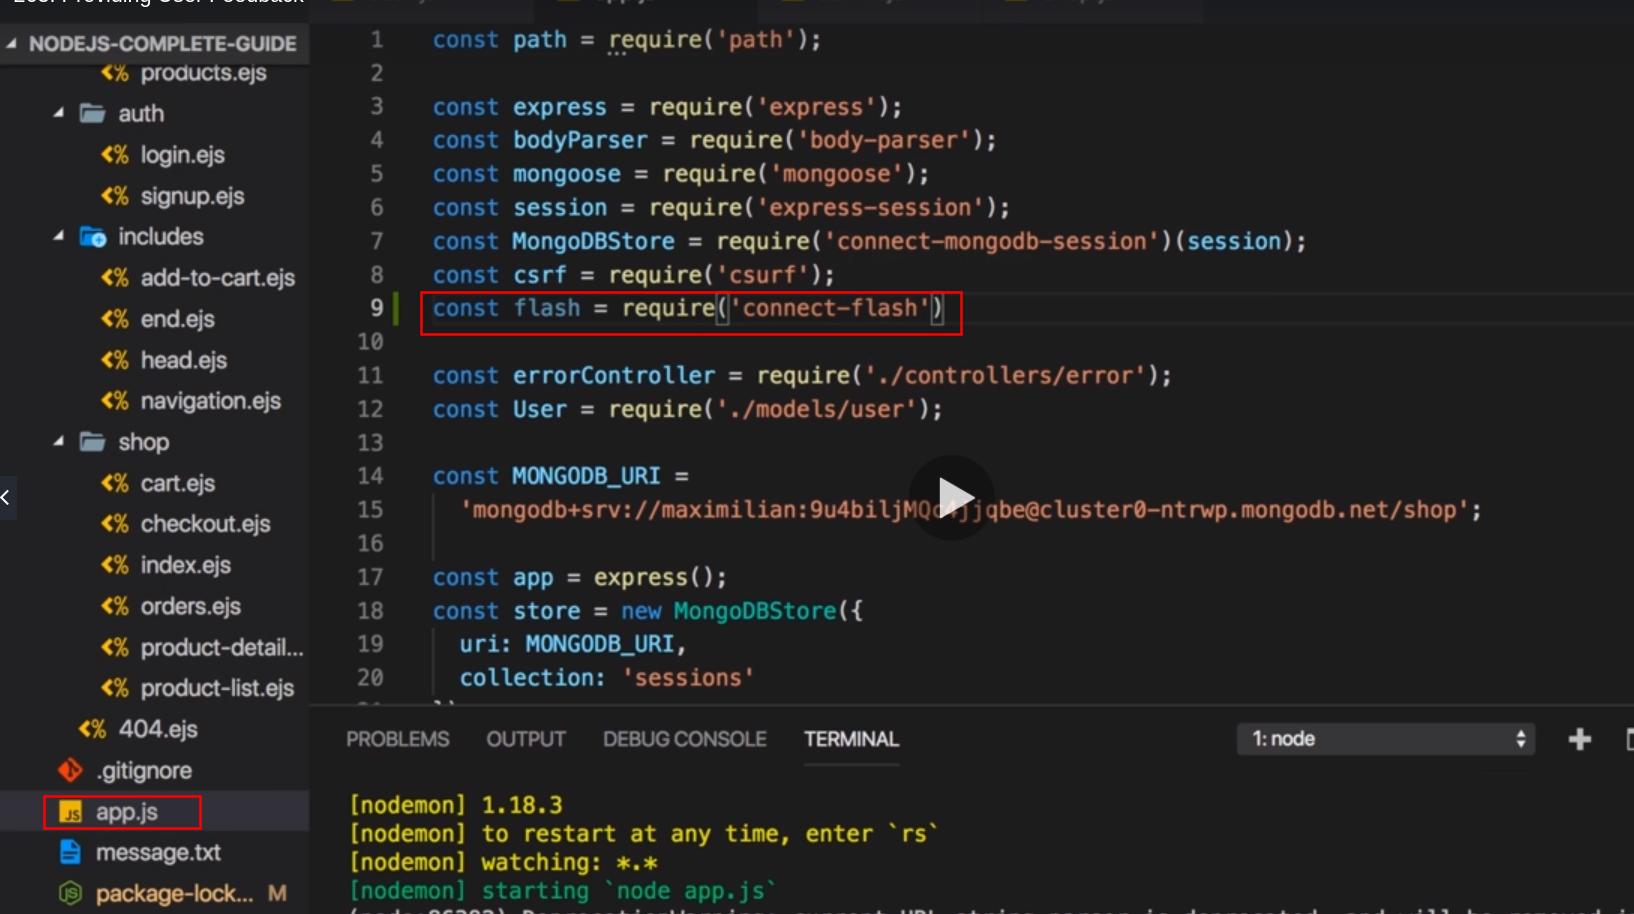 Providing User Feedback
NODEJS-COMPLETE-GUIDE
products.ejs
auth
login.ejs
signup.ejs
includes
add-to-cart.ejs
end.ejs
head.ejs
navigation.ejs
shop
cart.ejs
checkout.ejs
index.ejs
orders.ejs
product-detail...
product-list.ejs
404.ejs
.gitignore
JS app.js
message.txt
package-lock... M
1 const path = require('path');
2
3 const express = require('express');
4 const bodyParser = require('body-parser');
5 const mongoose = require('mongoose');
6 const session = require('express-session');
7 const MongoDBStore = require('connect-mongodb-session')(session);
8 const csrf = require('csurf');
9 const flash = require('connect-flash')
10
11 const errorController = require('./controllers/error');
12 const User = require('./models/user');
13
14 const MONGODB_URI =
15 'mongodb+srv://maximilian:9u4biljMQc4jjqbe@cluster0-ntrwp.mongodb.net/shop';
16
17 const app = express();
18 const store = new MongoDBStore({
19 uri: MONGODB_URI,
20 collection: 'sessions'
PROBLEMS OUTPUT DEBUG CONSOLE TERMINAL 1: node
[nodemon] 1.18.3
[nodemon] to restart at any time, enter `rs`
[nodemon] watching: *.*
[nodemon] starting `node app.js`